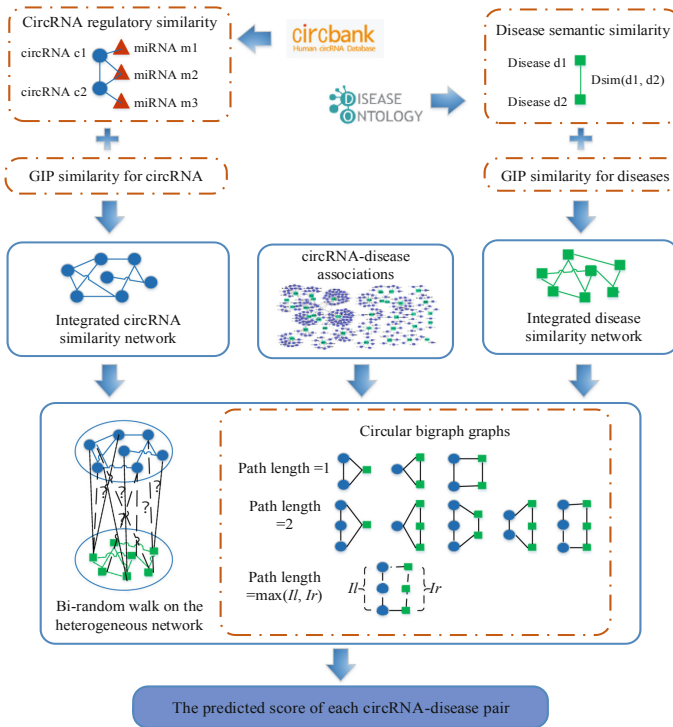 CircRNA regulatory similarity
circRNA c1
miRNA m1
miRNA m2
circRNA c2
miRNA m3
circbank
Human circRNA Database
DISEASE
ONTOLOGY
D
O
Disease semantic similarity
Disease d1
Dsim(d1, d2)
Disease d2
GIP similarity for circRNA
GIP similarity for diseases
Integrated circRNA
similarity network
circRNA-disease
associations
Integrated disease
similarity network
? ? ? ? ?
Bi-random walk on the
heterogeneous network
Circular bigraph graphs
Path length =1
Path length
=2
Path length
=max(Il, Ir)
Il
Ir
The predicted score of each circRNA-disease pair